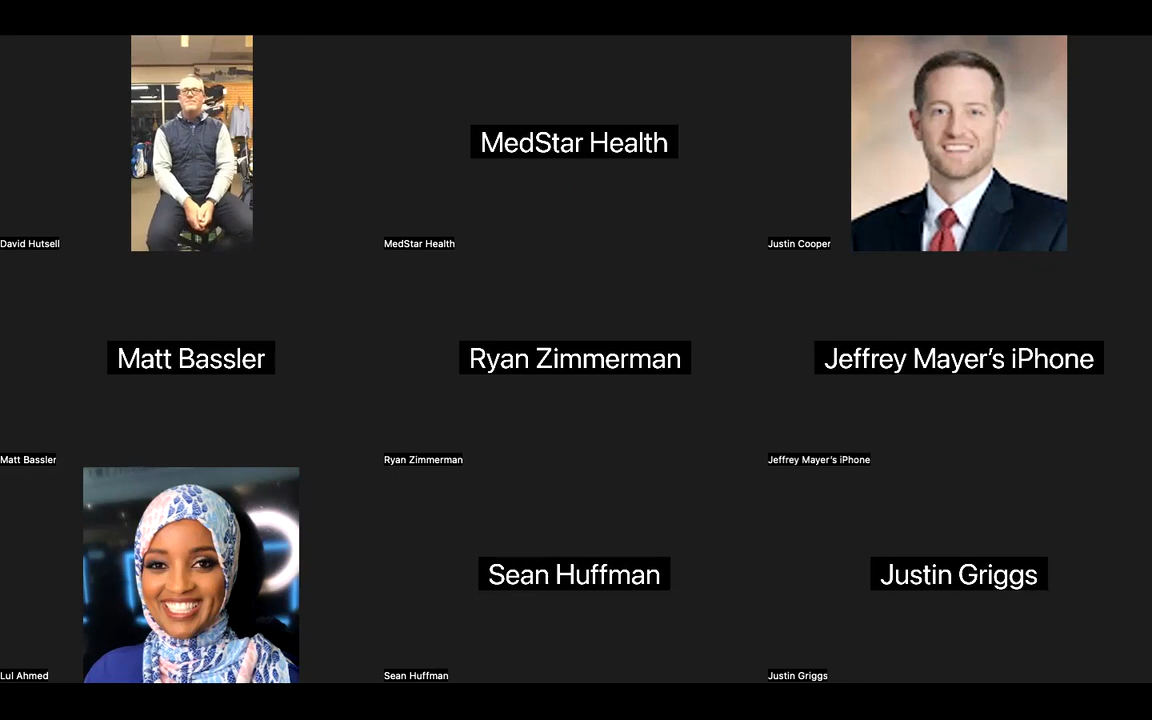 MedStar Health
David Hutsell
MedStar Health
Justin Cooper
Matt Bassler
Ryan Zimmerman
Jeffrey Mayer’s iPhone
Matt Bassler
Ryan Zimmerman
Jeffrey Mayer’s iPhone
Sean Huffman
Justin Griggs
Lul Ahmed
Sean Huffman
Justin Griggs